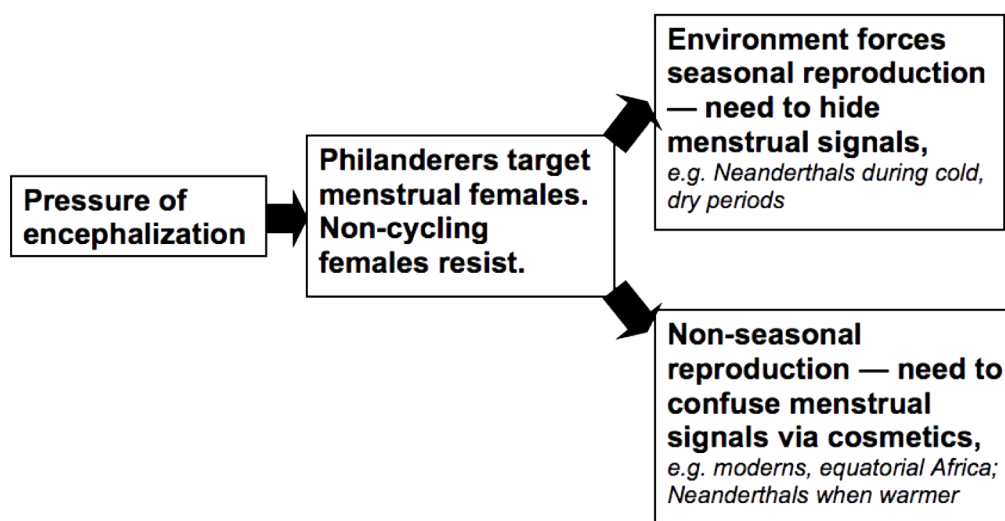 Pressure of
encephalization
Philanderers target
menstrual females.
Non-cycling
females resist.
Environment forces
seasonal reproduction
— need to hide
menstrual signals,
e.g. Neanderthals during cold,
dry periods
Non-seasonal
reproduction — need to
confuse menstrual
signals via cosmetics,
e.g. moderns, equatorial Africa;
Neanderthals when warmer